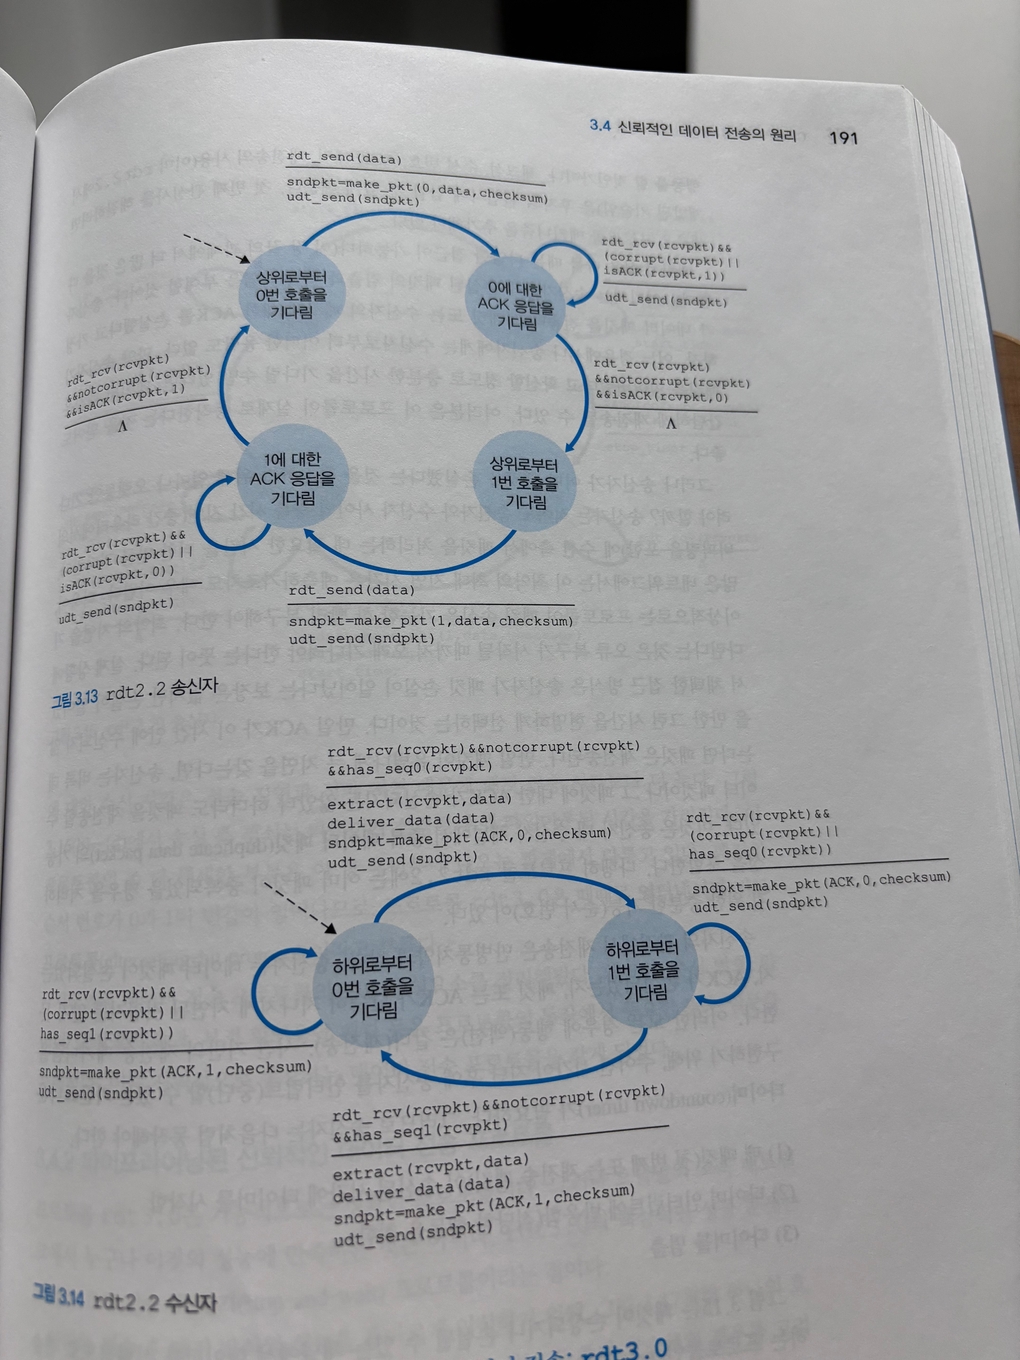 3.4 신뢰적인 데이터 전송의 원리 191
rdt_send(data)
sndpkt=make_pkt(0,data,checksum)
udt_send(sndpkt)
상위로부터
0번 호출을
기다림
0에 대한
ACK 응답을
기다림
rdt_rcv(rcvpkt)&&
(corrupt(rcvpkt)||
isACK(rcvpkt,1))
udt_send(sndpkt)
rdt_rcv(rcvpkt)
&&notcorrupt(rcvpkt)
&&isACK(rcvpkt,1)
Λ
rdt_rcv(rcvpkt)
&&notcorrupt(rcvpkt)
&&isACK(rcvpkt,0)
Λ
1에 대한
ACK 응답을
기다림
상위로부터
1번 호출을
기다림
rdt_rcv(rcvpkt)&&
(corrupt(rcvpkt)||
isACK(rcvpkt,0))
udt_send(sndpkt)
rdt_send(data)
sndpkt=make_pkt(1,data,checksum)
udt_send(sndpkt)
그림 3.13 rdt2.2 송신자
rdt_rcv(rcvpkt)&&notcorrupt(rcvpkt)
&&has_seq0(rcvpkt)
extract(rcvpkt,data)
deliver_data(data)
sndpkt=make_pkt(ACK,0,checksum)
udt_send(sndpkt)
rdt_rcv(rcvpkt)&&
(corrupt(rcvpkt)||
has_seq0(rcvpkt))
sndpkt=make_pkt(ACK,0,checksum)
udt_send(sndpkt)
하위로부터
0번 호출을
기다림
하위로부터
1번 호출을
기다림
rdt_rcv(rcvpkt)&&
(corrupt(rcvpkt)||
has_seq1(rcvpkt))
sndpkt=make_pkt(ACK,1,checksum)
udt_send(sndpkt)
rdt_rcv(rcvpkt)&&notcorrupt(rcvpkt)
&&has_seq1(rcvpkt)
extract(rcvpkt,data)
deliver_data(data)
sndpkt=make_pkt(ACK,1,checksum)
udt_send(sndpkt)
그림 3.14 rdt2.2 수신자
rdt3.0